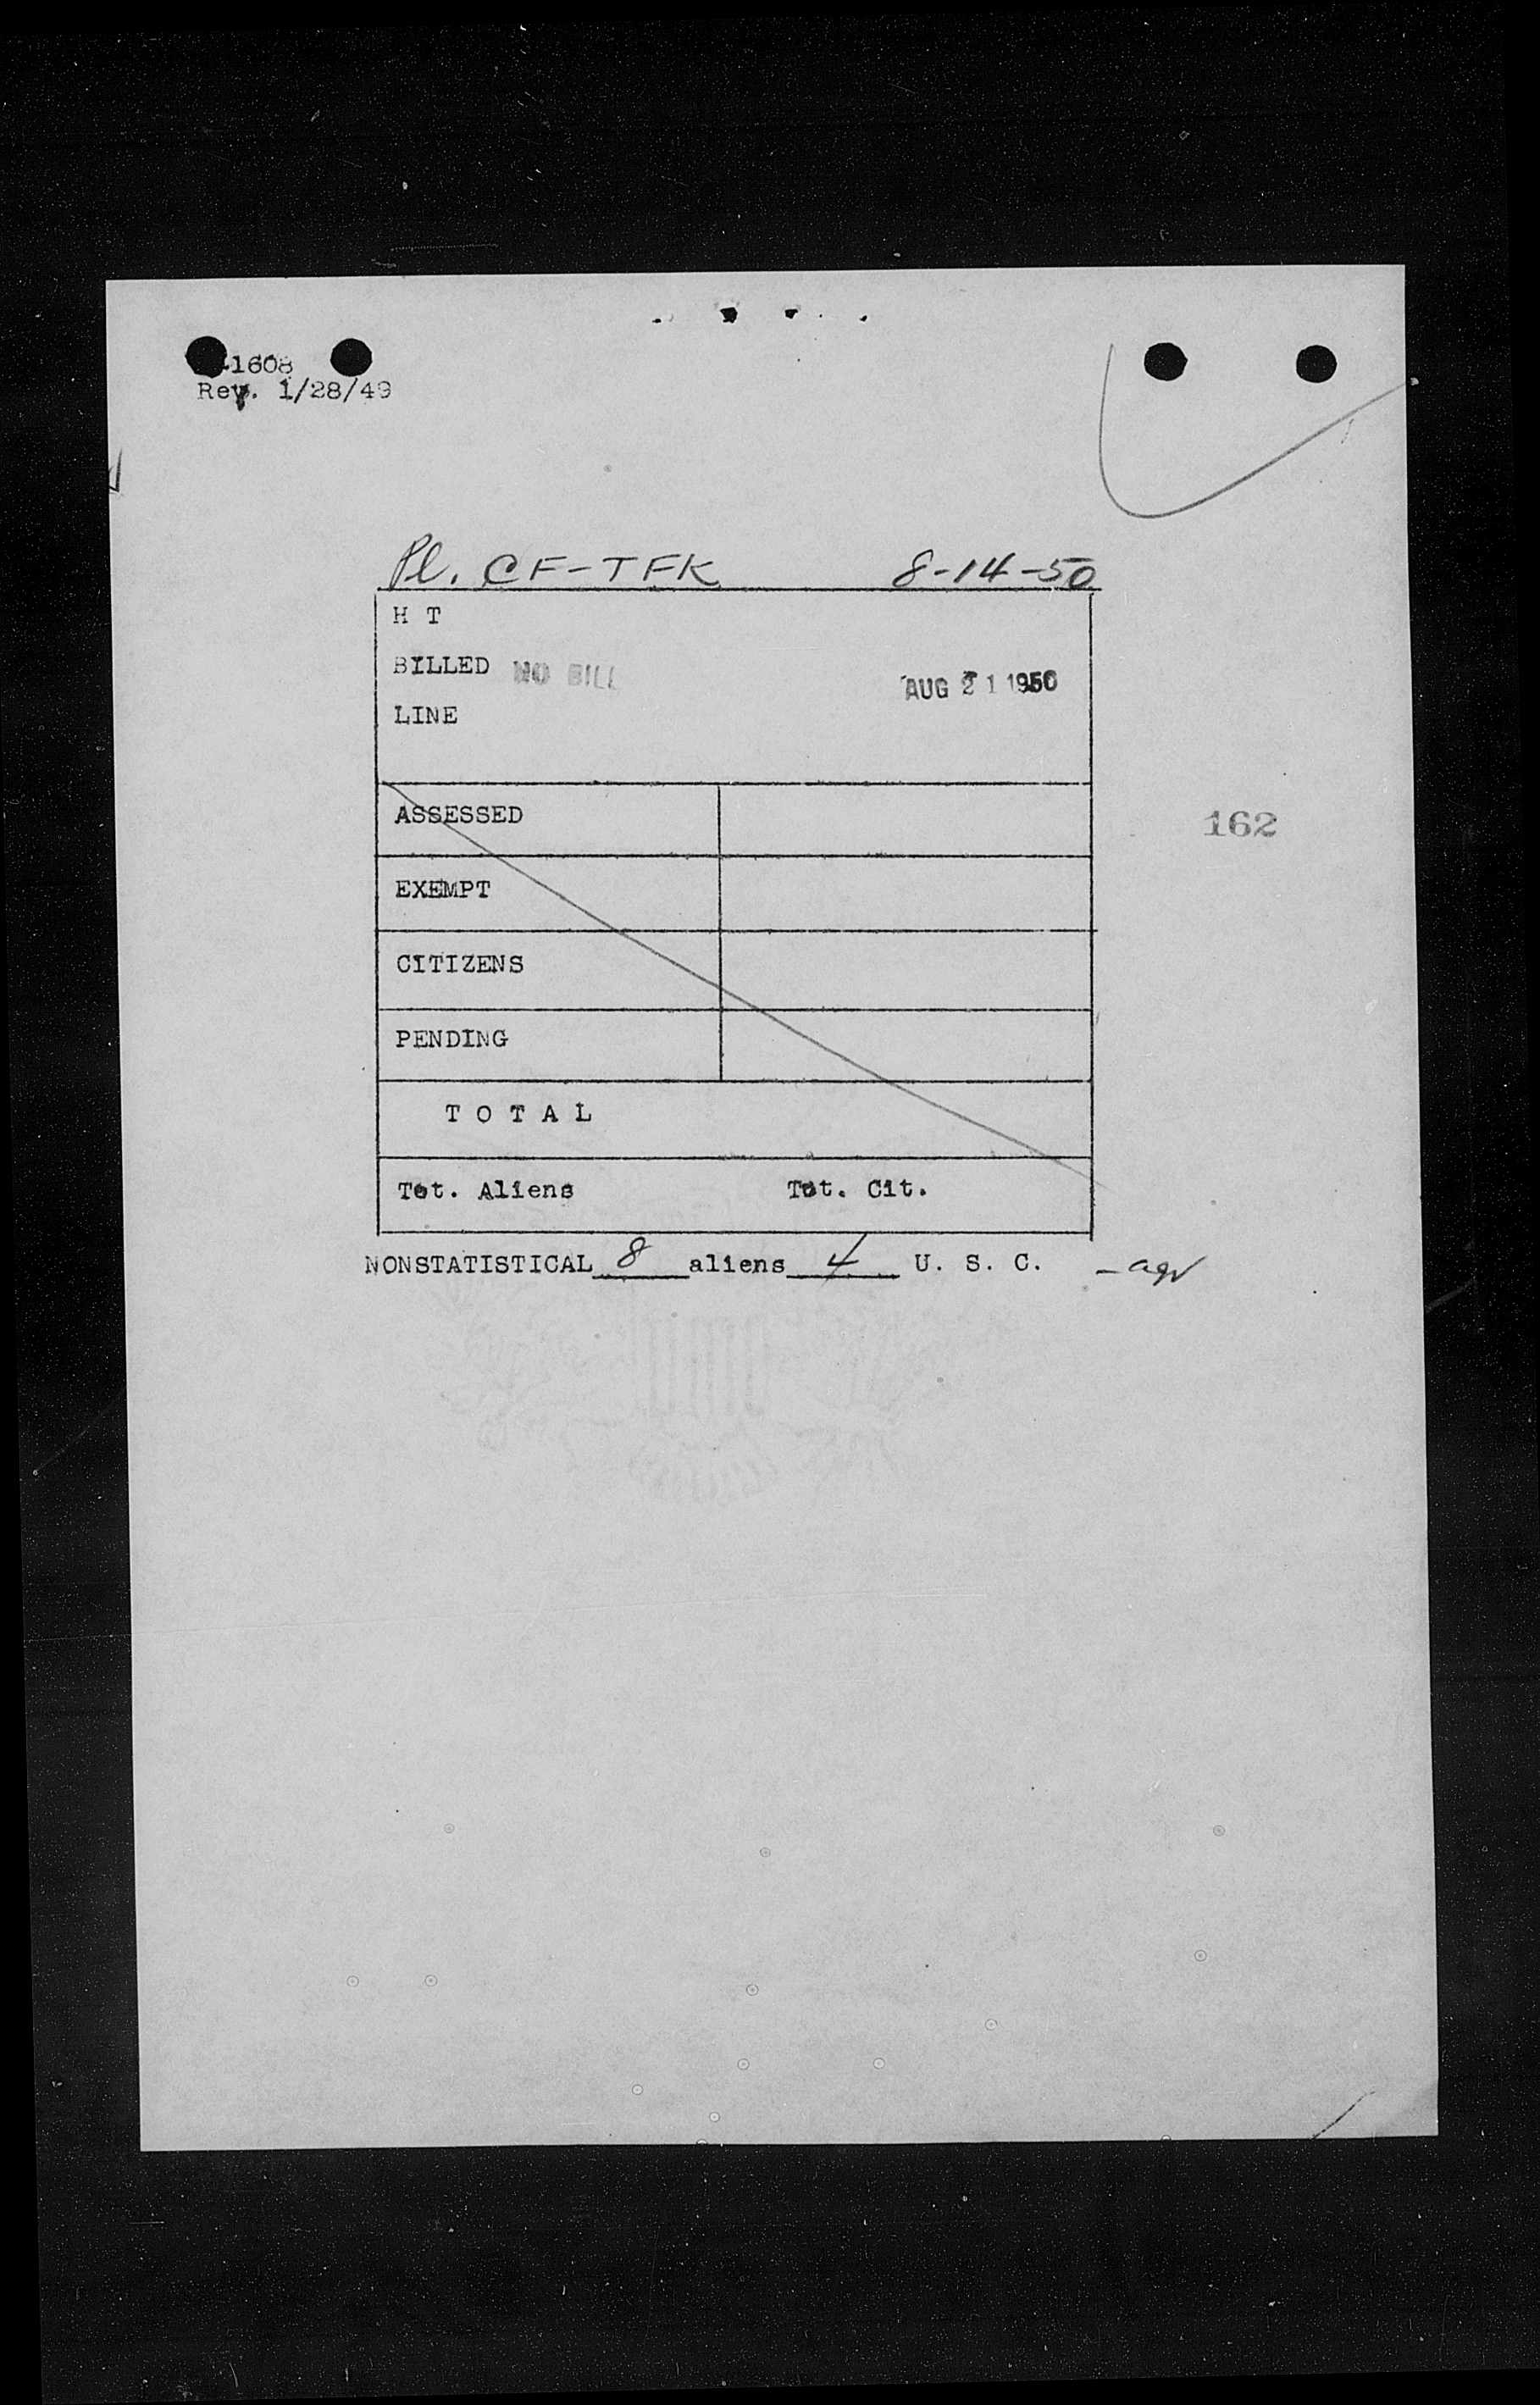 1608
Rev. 1/28/49
Pl. CF-TFK 8-14-50
H T
BILLED NO BILL AUG 21 1950
LINE
ASSESSED
162
EXEMPT
CITIZENS
PENDING
T O T A L
Tot. Aliens Tot. Cit.
NONSTATISTICAL 8 aliens 4 U. S. C.